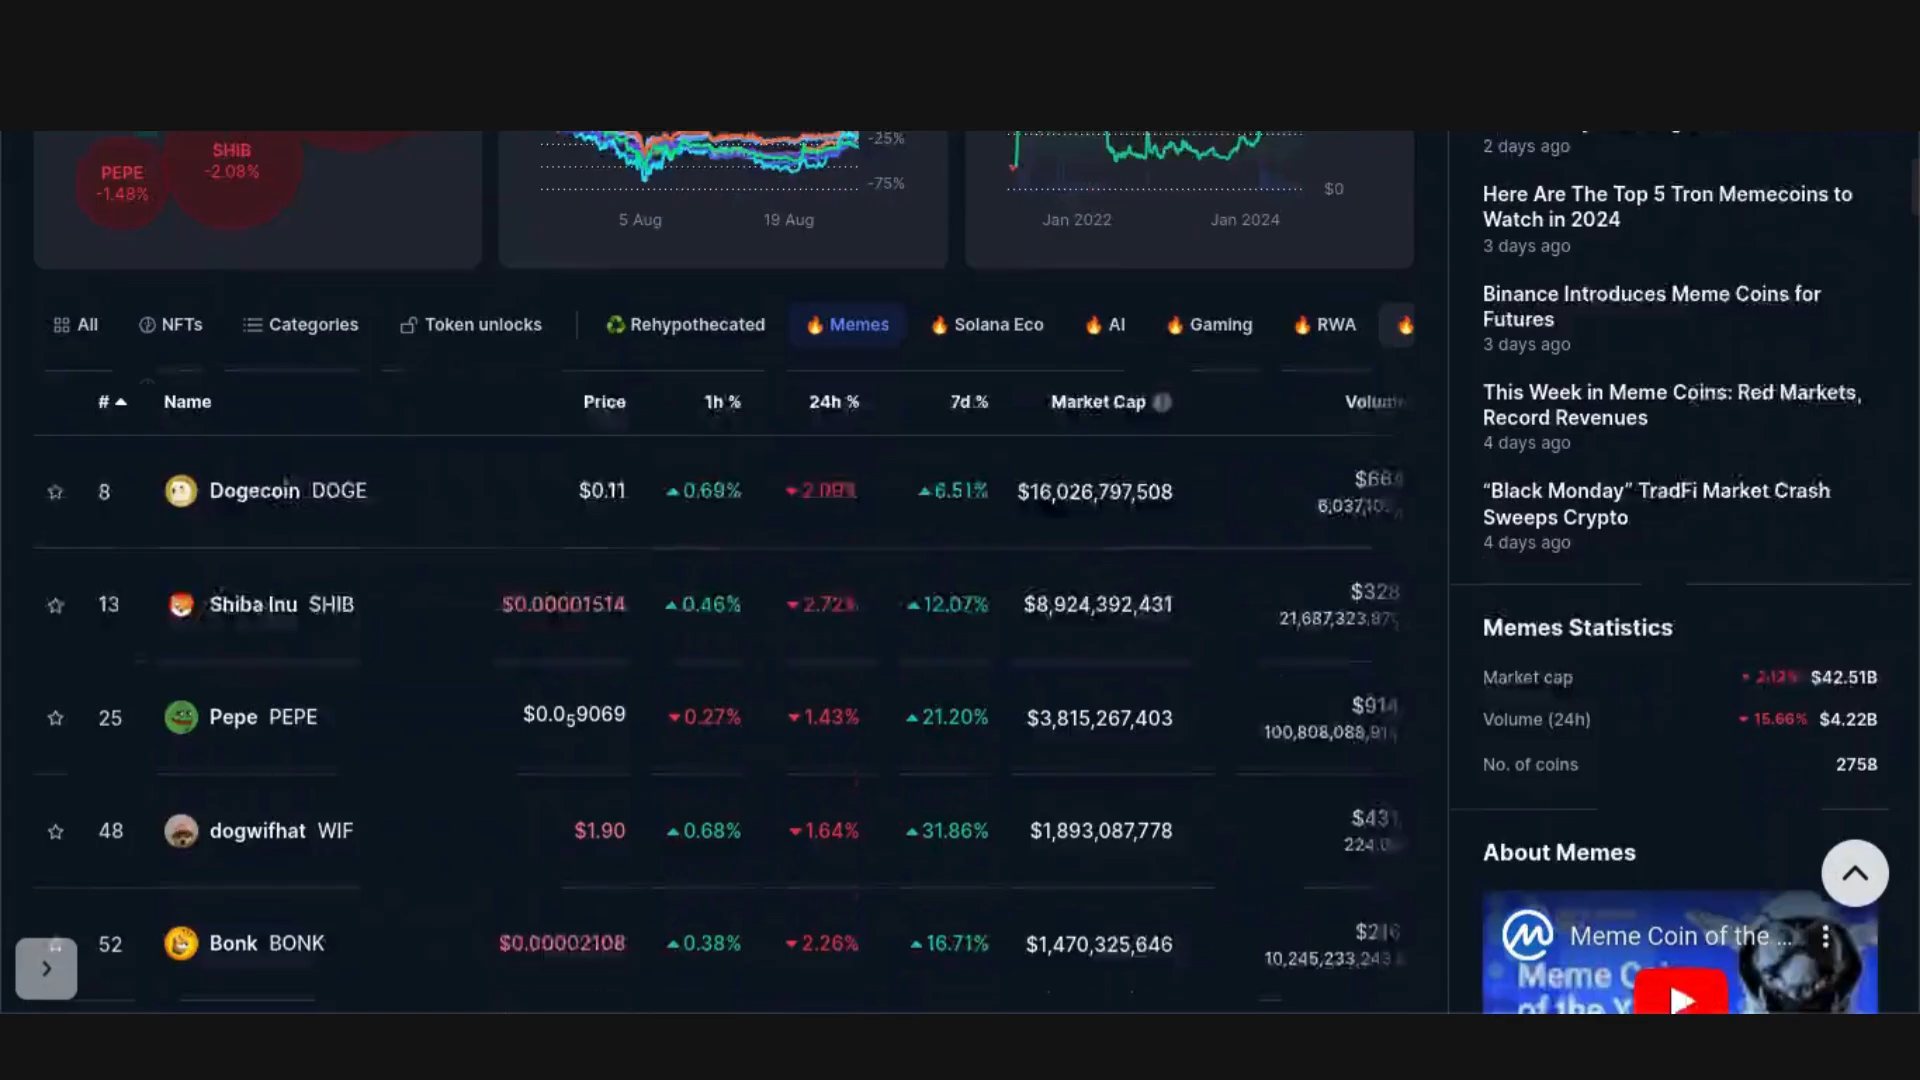 SHIB
-2.08%
PEPE
-1.48%
-25%
-75%
5 Aug
19 Aug
$0
Jan 2022
Jan 2024
2 days ago
Here Are The Top 5 Tron Memecoins to
Watch in 2024
3 days ago
Binance Introduces Meme Coins for
Futures
3 days ago
This Week in Meme Coins: Red Markets,
Record Revenues
4 days ago
“Black Monday” TradFi Market Crash
Sweeps Crypto
4 days ago
All NFTs Categories Token unlocks Rehypothecated Memes Solana Eco AI Gaming RWA
# Name Price 1h % 24h % 7d % Market Cap
8 Dogecoin DOGE $0.11 0.69% 6.51% $16,026,797,508
13 Shiba Inu SHIB $0.00001514 0.46% 2.72% 12.07% $8,924,392,431
$328
25 Pepe PEPE $0.0₅9069 0.27% 1.43% 21.20% $3,815,267,403
48 dogwifhat WIF $1.90 0.68% 1.64% 31.86% $1,893,087,778
52 Bonk BONK $0.00002108 0.38% 2.26% 16.71% $1,470,325,646
Memes Statistics
Market cap $42.51B
Volume (24h) 15.66% $4.22B
No. of coins 2758
About Memes
Meme Coin of the ...